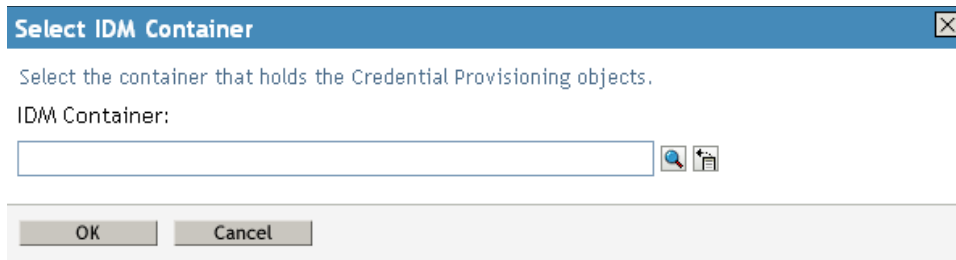 Select IDM Container
Select the container that holds the Credential Provisioning objects.
IDM Container:
OK Cancel